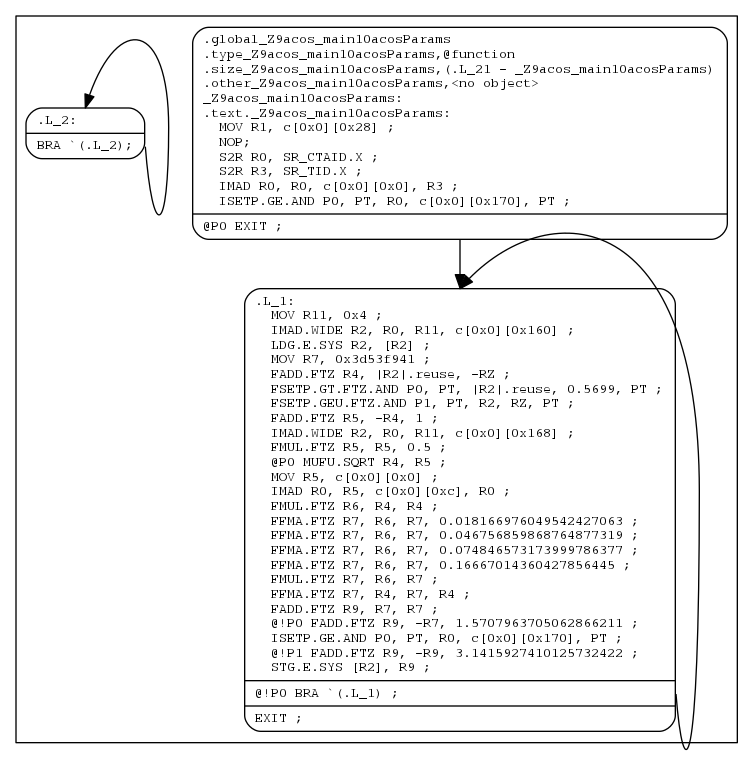 .L_2:
BRA `(.L_2);
.global_Z9acos_main10acosParams
.type_Z9acos_main10acosParams,@function
.size_Z9acos_main10acosParams,(.L_21 - _Z9acos_main10acosParams)
.other_Z9acos_main10acosParams,<no object>
_Z9acos_main10acosParams:
.text._Z9acos_main10acosParams:
MOV R1, c[0x0][0x28] ;
NOP;
S2R R0, SR_CTAID.X ;
S2R R3, SR_TID.X ;
IMAD R0, R0, c[0x0][0x0], R3 ;
ISETP.GE.AND P0, PT, R0, c[0x0][0x170], PT ;
@P0 EXIT ;
.L_1:
MOV R11, 0x4 ;
IMAD.WIDE R2, R0, R11, c[0x0][0x160] ;
LDG.E.SYS R2, [R2] ;
MOV R7, 0x3d53f941 ;
FADD.FTZ R4, |R2|.reuse, -RZ ;
FSETP.GT.FTZ.AND P0, PT, |R2|.reuse, 0.5699, PT ;
FSETP.GEU.FTZ.AND P1, PT, R2, RZ, PT ;
FADD.FTZ R5, -R4, 1 ;
IMAD.WIDE R2, R0, R11, c[0x0][0x168] ;
FMUL.FTZ R5, R5, 0.5 ;
@P0 MUFU.SQRT R4, R5 ;
MOV R5, c[0x0][0x0] ;
IMAD R0, R5, c[0x0][0xc], R0 ;
FMUL.FTZ R6, R4, R4 ;
FFMA.FTZ R7, R6, R7, 0.018166976049542427063 ;
FFMA.FTZ R7, R6, R7, 0.046756859868764877319 ;
FFMA.FTZ R7, R6, R7, 0.074846573173999786377 ;
FFMA.FTZ R7, R6, R7, 0.16667014360427856445 ;
FMUL.FTZ R7, R6, R7 ;
FFMA.FTZ R7, R4, R7, R4 ;
FADD.FTZ R9, R7, R7 ;
@!P0 FADD.FTZ R9, -R7, 1.5707963705062866211 ;
ISETP.GE.AND P0, PT, R0, c[0x0][0x170], PT ;
@!P1 FADD.FTZ R9, -R9, 3.1415927410125732422 ;
STG.E.SYS [R2], R9 ;
@!P0 BRA `(.L_1) ;
EXIT ;